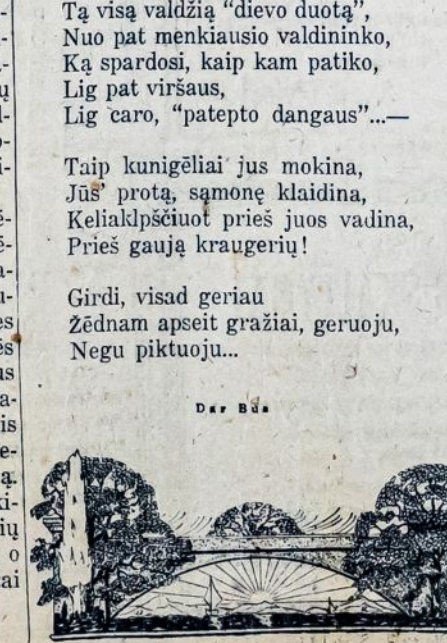 Tą visą valdžią “dievo duotą”,
Nuo pat menkiausio valdininko,
Ką spardosi, kaip kam patiko,
Lig pat viršaus,
Lig caro, “patepto dangaus”...—
Taip kunigėliai jus mokina,
Jūs’ protą, sąmonę klaidina,
Keliaklpščiuot prieš juos vadina,
Prieš gaują kraugerių!
Girdi, visad geriau
Žėdnam apseit gražiai, geruoju,
Negu piktuoju...
Dar Bus